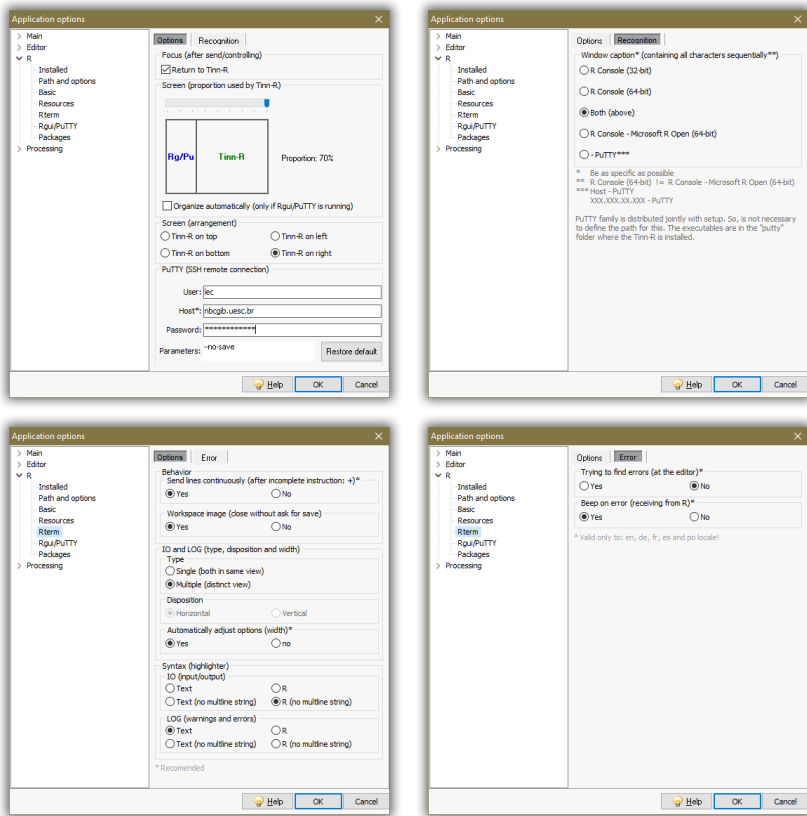 Application options
> Main
> Editor
R
Installed
Path and options
Basic
Resources
Rterm
Rgui/PuTTY
Packages
> Processing
Options Recognition
Focus (after send/controlling)
Return to Tinn-R
Screen (proportion used by Tinn-R)
Rg/Pu Tinn-R Proportion: 70%
Organize automatically (only if Rgui/PuTTY is running)
Screen (arrangement)
Tinn-R on top Tinn-R on left
Tinn-R on bottom Tinn-R on right
PuTTY (SSH remote connection)
User: lec
Host*: nbcgib.uesc.br
Password: ************
Parameters: --no-save Restore default
Help OK Cancel
Application options
> Main
> Editor
R
Installed
Path and options
Basic
Resources
Rterm
Rgui/PuTTY
Packages
> Processing
Options Recognition
Window caption* (containing all characters sequentially**)
R Console (32-bit)
R Console (64-bit)
Both (above)
R Console - Microsoft R Open (64-bit)
- PuTTY***
* Be as specific as possible
** R Console (64-bit) != R Console - Microsoft R Open (64-bit)
*** Host - PuTTY
XXX.XXX.XX.XXX - PuTTY
PuTTY family is distributed jointly with setup. So, is not necessary
to define the path for this. The executables are in the "putty"
folder where the Tinn-R is installed.
Help OK Cancel
Application options
> Main
> Editor
R
Installed
Path and options
Basic
Resources
Rterm
Rgui/PuTTY
Packages
> Processing
Options Error
Behavior
Send lines continuously (after incomplete instruction: +)*
Yes No
Workspace image (close without ask for save)
Yes No
IO and LOG (type, disposition and width)
Type
Single (both in same view)
Multiple (distinct view)
Disposition
Horizontal Vertical
Automatically adjust options (width)*
Yes no
Syntax (highlighter)
IO (input/output)
Text R
Text (no multline string) R (no multline string)
LOG (warnings and errors)
Text R
Text (no multline string) R (no multline string)
* Recomended
Help OK Cancel
Application options
> Main
> Editor
R
Installed
Path and options
Basic
Resources
Rterm
Rgui/PuTTY
Packages
> Processing
Options Error
Trying to find errors (at the editor)*
Yes No
Beep on error (receiving from R)*
Yes No
* Valid only to: en, de, fr, es and po locale!
Help OK Cancel